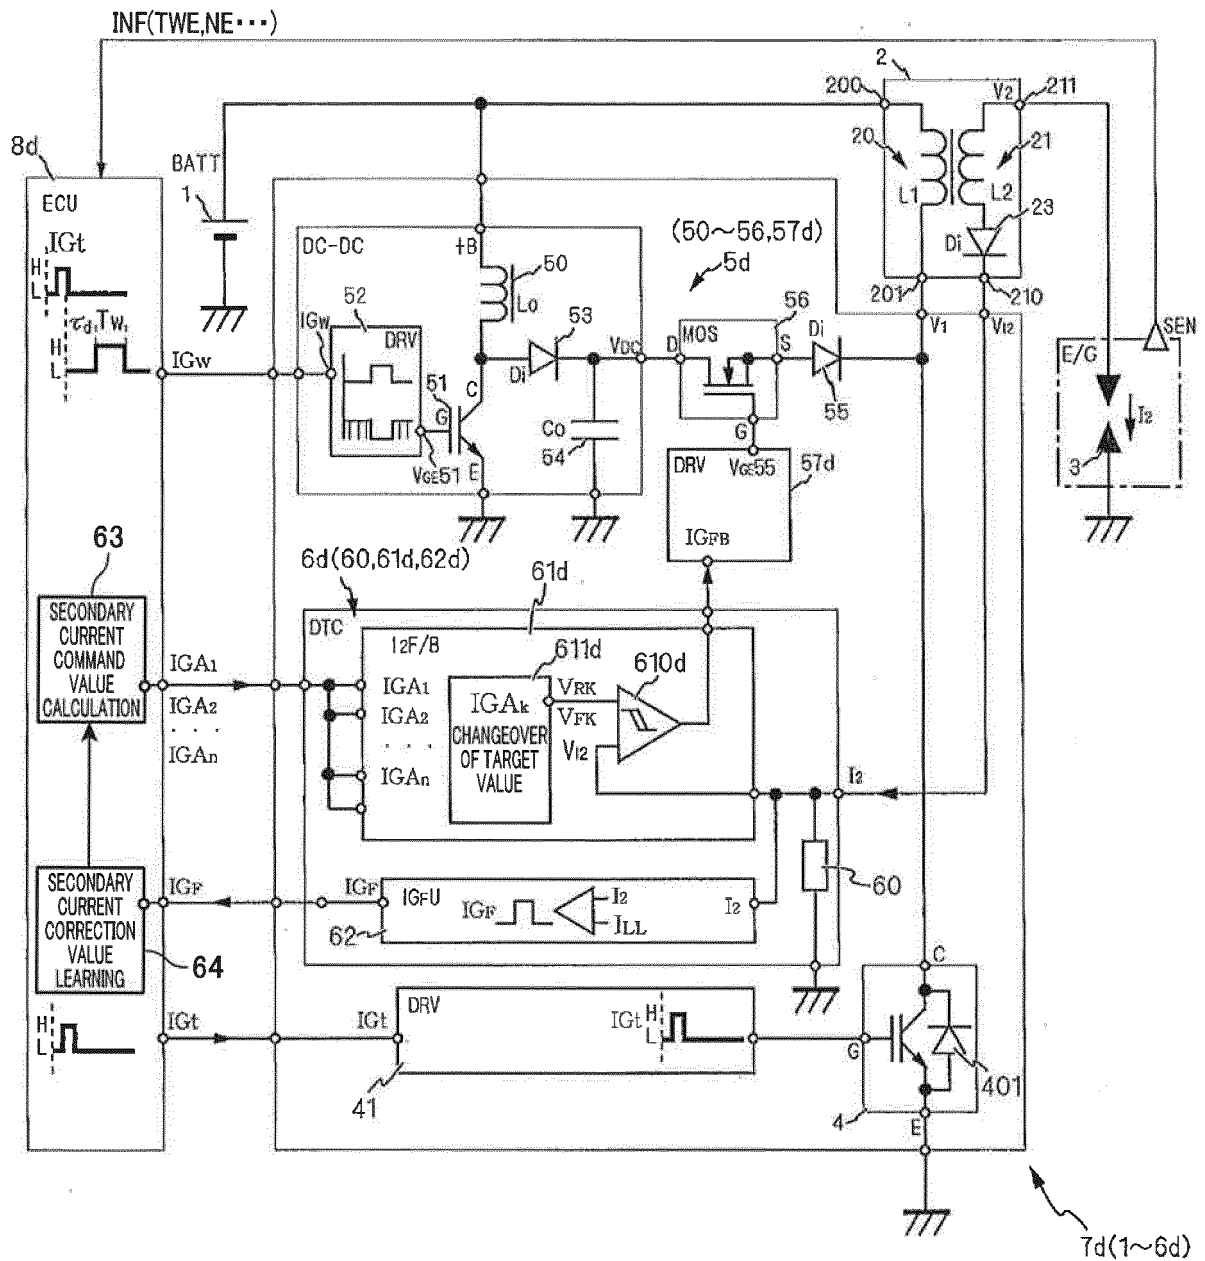 INF(TWE,NE···)
8d
ECU
IGt
H
L
τd,Tw,
H
L
IGw
BATT
1
2
200
V2
211
20
21
L1
L2
23
Di
201
210
V1
VI2
SEN
E/G
I2
3
(50～56,57d)
5d
DC-DC
+B
50
Lo
52
IGw
DRV
53
Di
51
C
G
E
VGE51
Co
54
VDC
D
MOS
56
S
Di
55
G
DRV
VGE55
57d
IGFB
63
SECONDARY
CURRENT
COMMAND
VALUE
CALCULATION
IGA1
IGA2
· · ·
IGAn
6d(60,61d,62d)
61d
DTC
I2F/B
IGA1
IGA2
· · ·
IGAn
611d
IGAk
CHANGEOVER
OF TARGET
VALUE
VRK
VFK
VI2
610d
I2
60
SECONDARY
CURRENT
CORRECTION
VALUE
LEARNING
64
IGF
IGF
IGFU
IGF
I2
ILL
I2
62
H
L
IGt
IGt
DRV
IGt
H
L
41
C
G
401
4
E
7d(1～6d)